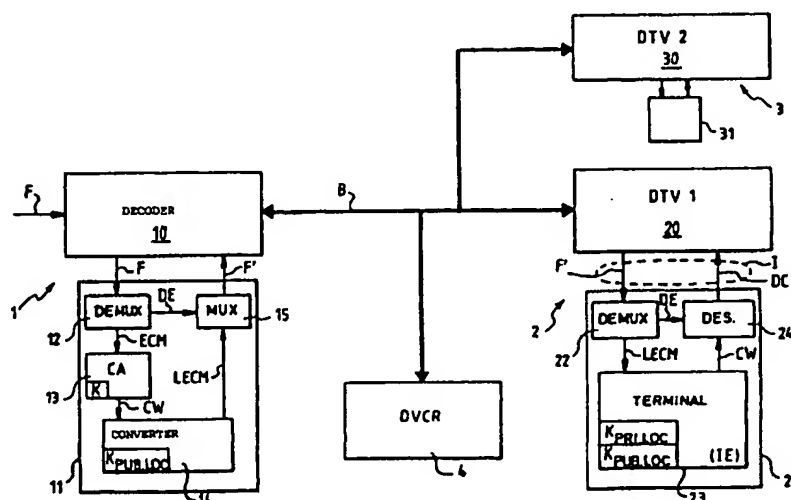 DTV 2
30
3
31
F
DECODER
10
B
DTV 1
20
F
F'
F'
I
DC
1
DE
DEMUX
MUX
12
15
ECM
CA
K
13
LECM
CW
CONVERTER
K PUB.LOC
11
14
DVCR
4
2
DE
DEMUX
DES.
22
24
LECM
CW
TERMINAL
K PRI.LOC
K PUB.LOC
(IE)
23